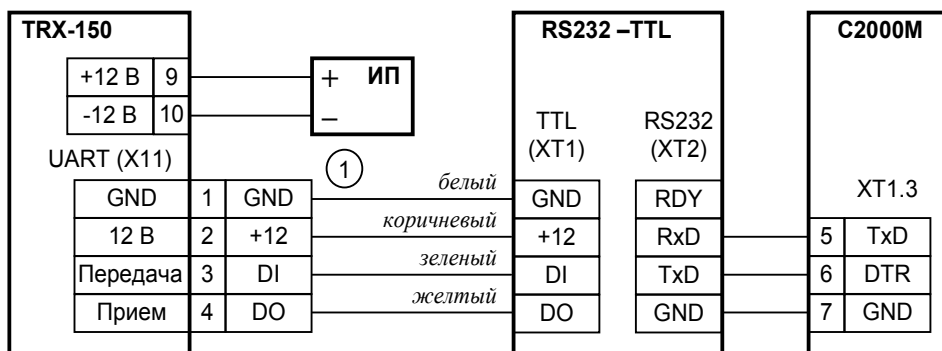 TRX-150 RS232 –TTL C2000M
+12 В 9 + ИП
-12 В 10 –
TTL RS232
(XT1) (XT2)
UART (X11) 1 XT1.3
GND 1 GND белый GND RDY
12 В 2 +12 коричневый +12 RxD 5 TxD
Передача 3 DI зеленый DI TxD 6 DTR
Прием 4 DO желтый DO GND 7 GND